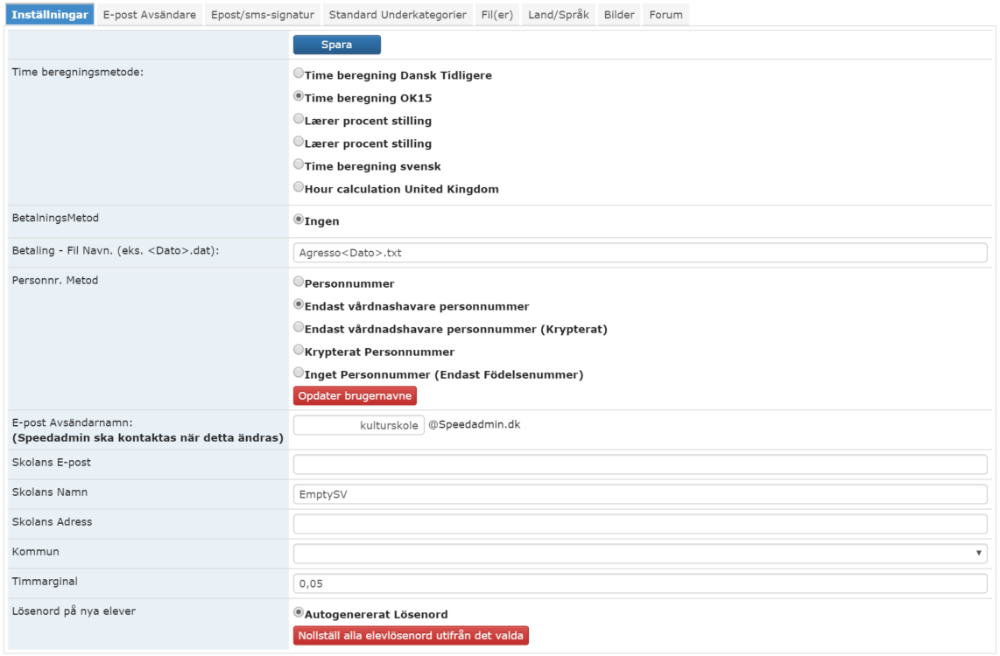 Inställningar E-post Avsändare Epost/sms-signatur Standard Underkategorier Fil(er) Land/Språk Bilder Forum
Spara
Time beregningsmetode:
Time beregning Dansk Tidligere
Time beregning OK15
Lærer procent stilling
Lærer procent stilling
Time beregning svensk
Hour calculation United Kingdom
BetalningsMetod
Ingen
Betaling - Fil Navn. (eks. <Dato>.dat):
Agresso<Dato>.txt
Personnr. Metod
Personnummer
Endast vårdnashavare personnummer
Endast vårdnadshavare personnummer (Krypterat)
Krypterat Personnummer
Inget Personnummer (Endast Födelsenummer)
Opdater brugernavne
E-post Avsändarnamn:
(Speedadmin ska kontaktas när detta ändras)
kulturskole @Speedadmin.dk
Skolans E-post
Skolans Namn
EmptySV
Skolans Adress
Kommun
Timmarginal
0,05
Lösenord på nya elever
Autogenererat Lösenord
Nollställ alla elevlösenord utifrån det valda